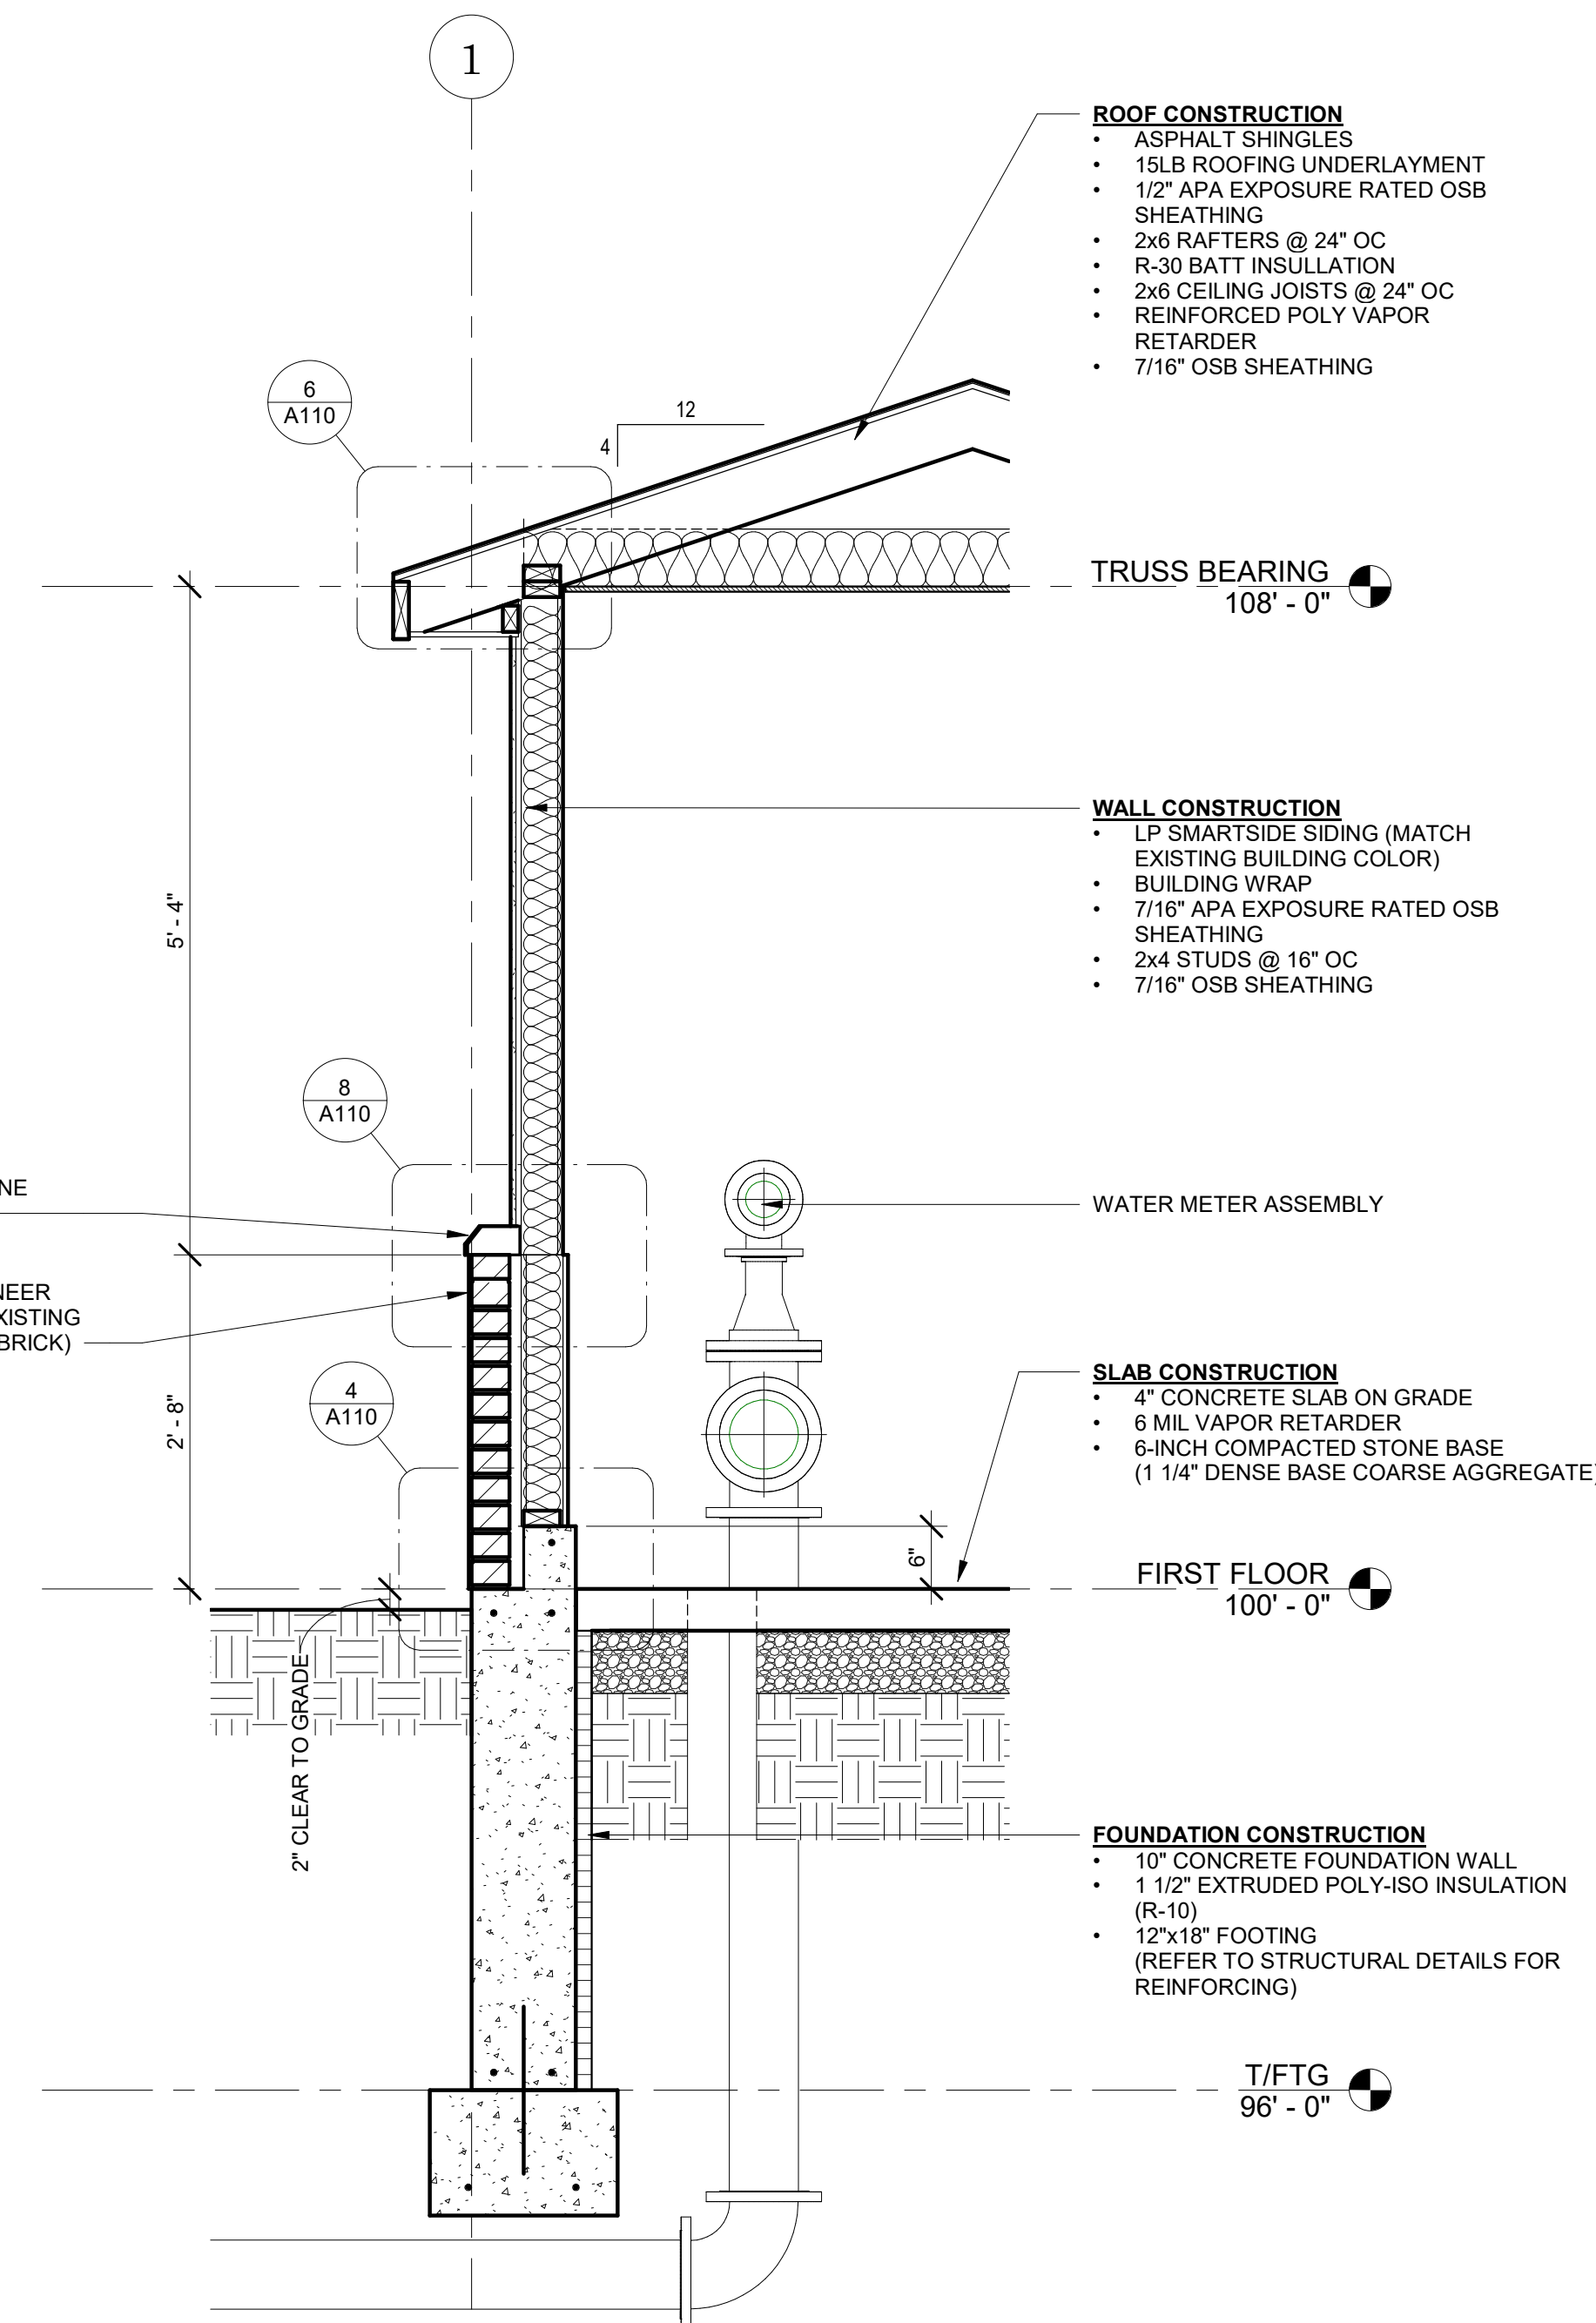 1
ROOF CONSTRUCTION
• ASPHALT SHINGLES
• 15LB ROOFING UNDERLAYMENT
• 1/2" APA EXPOSURE RATED OSB
SHEATHING
• 2x6 RAFTERS @ 24" OC
• R-30 BATT INSULLATION
• 2x6 CEILING JOISTS @ 24" OC
• REINFORCED POLY VAPOR
RETARDER
• 7/16" OSB SHEATHING
6
A110
12
4
TRUSS BEARING
108' - 0"
WALL CONSTRUCTION
• LP SMARTSIDE SIDING (MATCH
EXISTING BUILDING COLOR)
• BUILDING WRAP
• 7/16" APA EXPOSURE RATED OSB
SHEATHING
• 2x4 STUDS @ 16" OC
• 7/16" OSB SHEATHING
5' - 4"
8
A110
NE
WATER METER ASSEMBLY
NEER
XISTING
BRICK)
4
A110
2' - 8"
SLAB CONSTRUCTION
• 4" CONCRETE SLAB ON GRADE
• 6 MIL VAPOR RETARDER
• 6-INCH COMPACTED STONE BASE
(1 1/4" DENSE BASE COARSE AGGREGATE)
6"
FIRST FLOOR
100' - 0"
2" CLEAR TO GRADE
FOUNDATION CONSTRUCTION
• 10" CONCRETE FOUNDATION WALL
• 1 1/2" EXTRUDED POLY-ISO INSULATION
(R-10)
• 12"x18" FOOTING
(REFER TO STRUCTURAL DETAILS FOR
REINFORCING)
T/FTG
96' - 0"